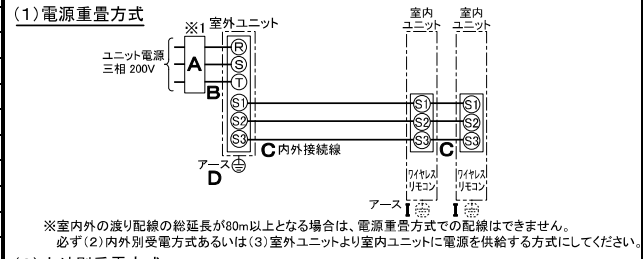 (1)電源重畳方式
※1 室外ユニット
室内ユニット
室内ユニット
ユニット電源
三相 200V
A
B
R
S
T
S1
S2
S3
S1
S2
S3
S1
S2
S3
C 内外接続線
C
アース
D
ワイヤレスリモコン
ワイヤレスリモコン
アース I
I
※室内外の渡り配線の総延長が80m以上となる場合は、電源重畳方式での配線はできません。
必ず(2)内外別受電方式あるいは(3)室外ユニットより室内ユニットに電源を供給する方式にしてください。